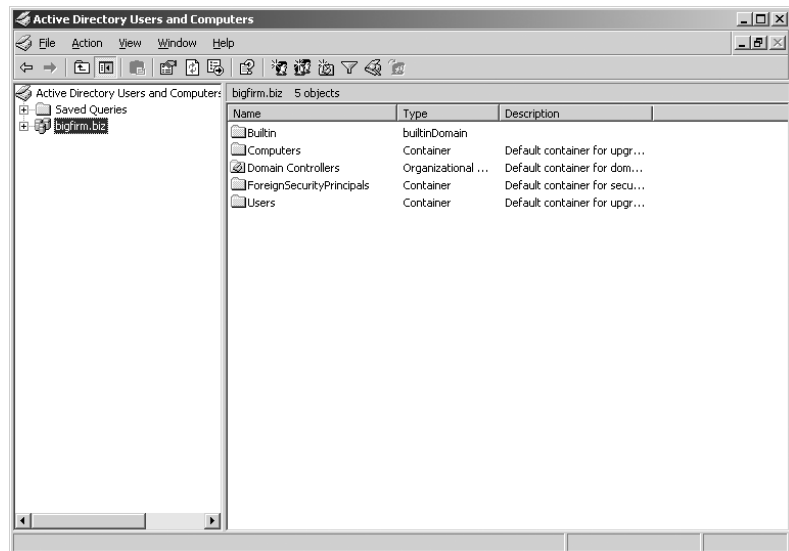 Active Directory Users and Computers
File Action View Window Help
Active Directory Users and Computers
Saved Queries
bigfirm.biz
bigfirm.biz 5 objects
Name Type Description
Builtin builtinDomain
Computers Container Default container for upgr...
Domain Controllers Organizational ... Default container for dom...
ForeignSecurityPrincipals Container Default container for secu...
Users Container Default container for upgr...